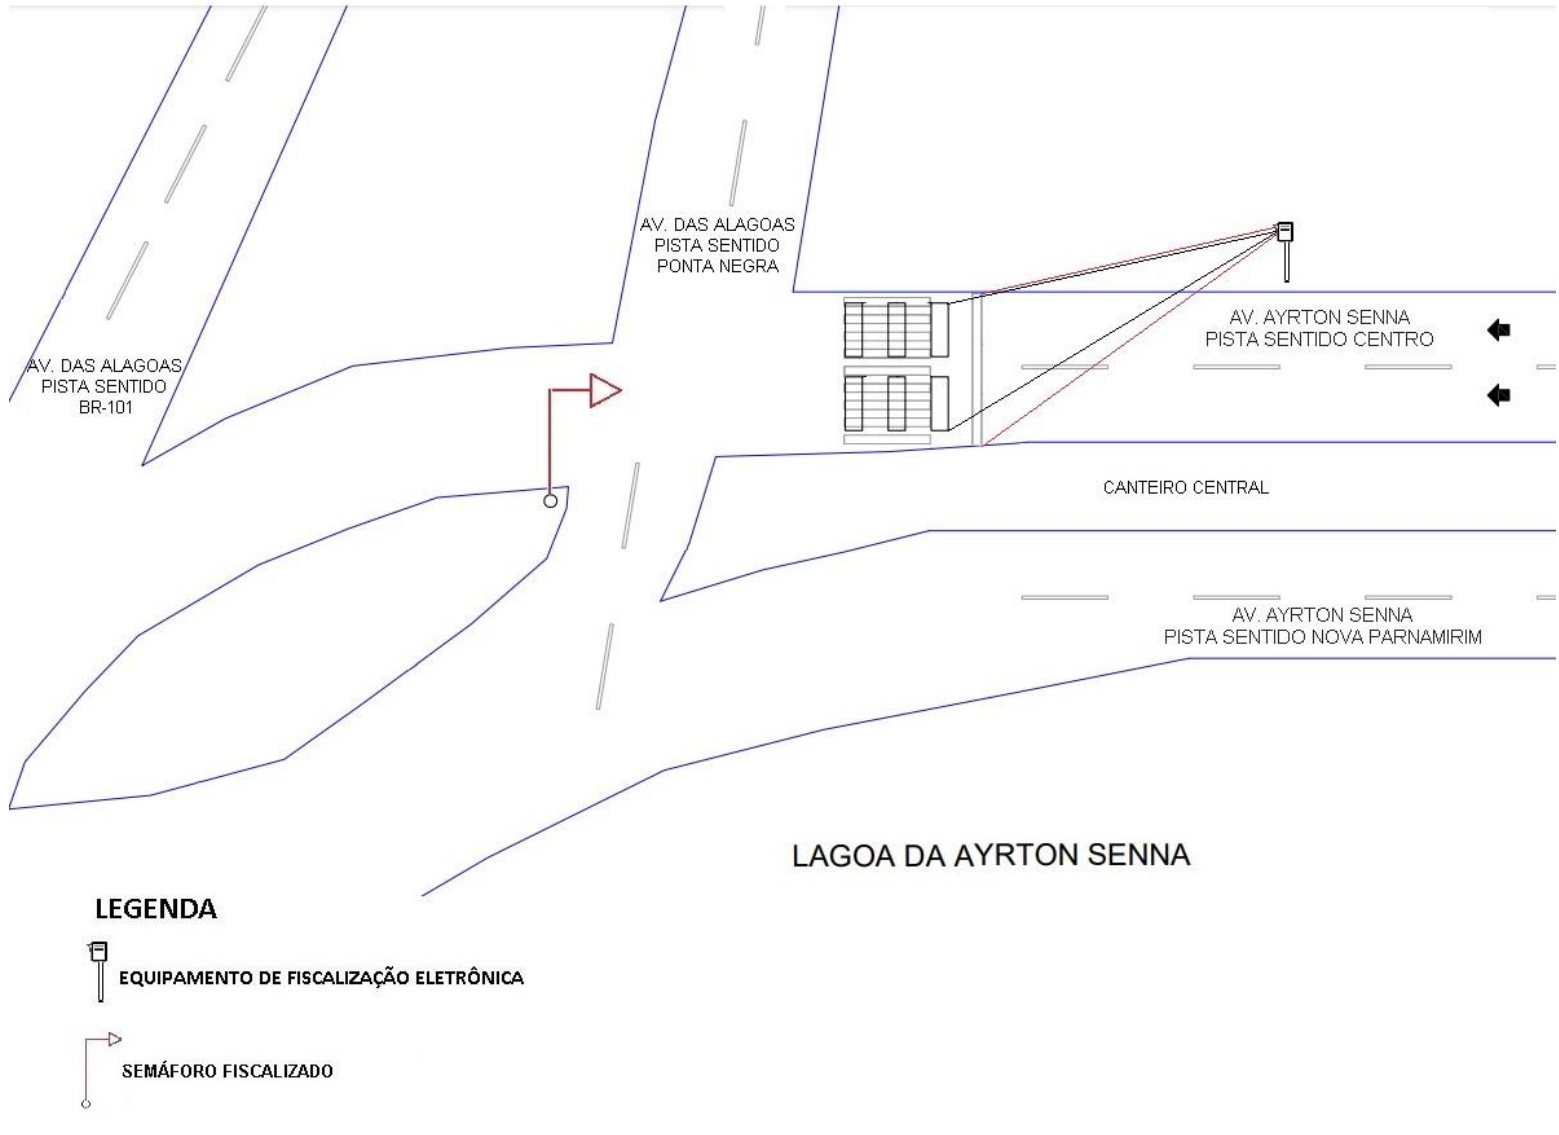 AV. DAS ALAGOAS
PISTA SENTIDO
PONTA NEGRA
AV. AYRTON SENNA
PISTA SENTIDO CENTRO
AV. DAS ALAGOAS
PISTA SENTIDO
BR-101
CANTEIRO CENTRAL
AV. AYRTON SENNA
PISTA SENTIDO NOVA PARNAMIRIM
LAGOA DA AYRTON SENNA
LEGENDA
EQUIPAMENTO DE FISCALIZAÇÃO ELETRÔNICA
SEMÁFORO FISCALIZADO